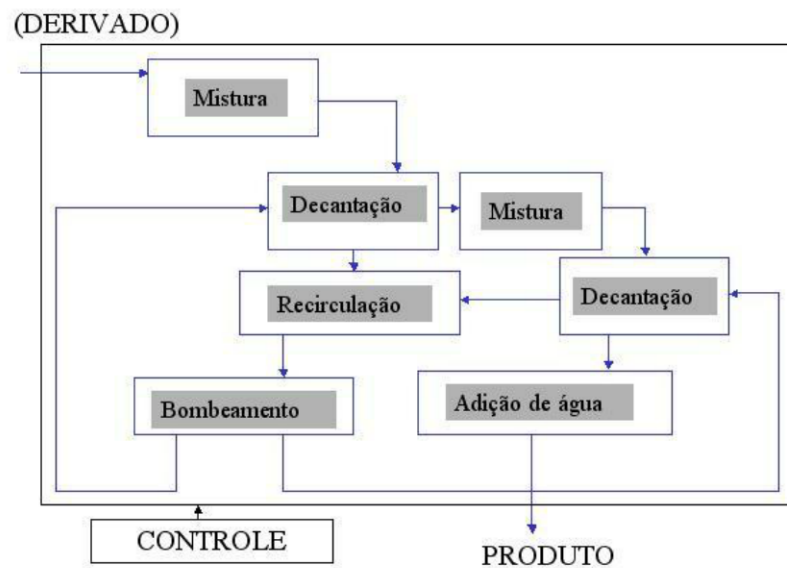 (DERIVADO)
Mistura
Decantação
Mistura
Recirculação
Decantação
Bombeamento
Adição de água
CONTROLE
PRODUTO